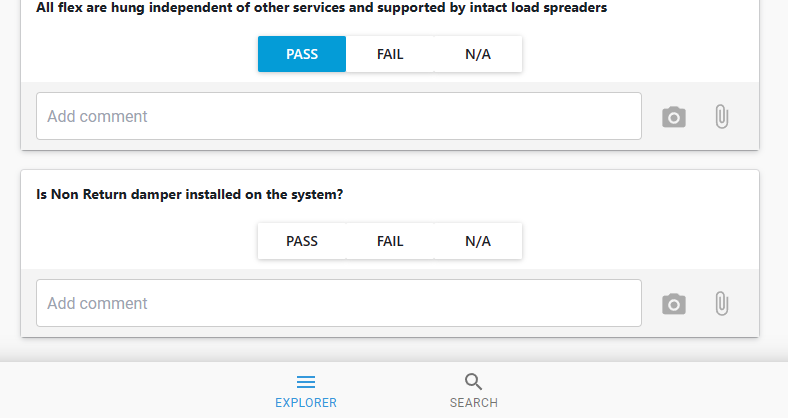 All flex are hung independent of other services and supported by intact load spreaders
PASS FAIL N/A
Add comment
Is Non Return damper installed on the system?
PASS FAIL N/A
Add comment
EXPLORER SEARCH